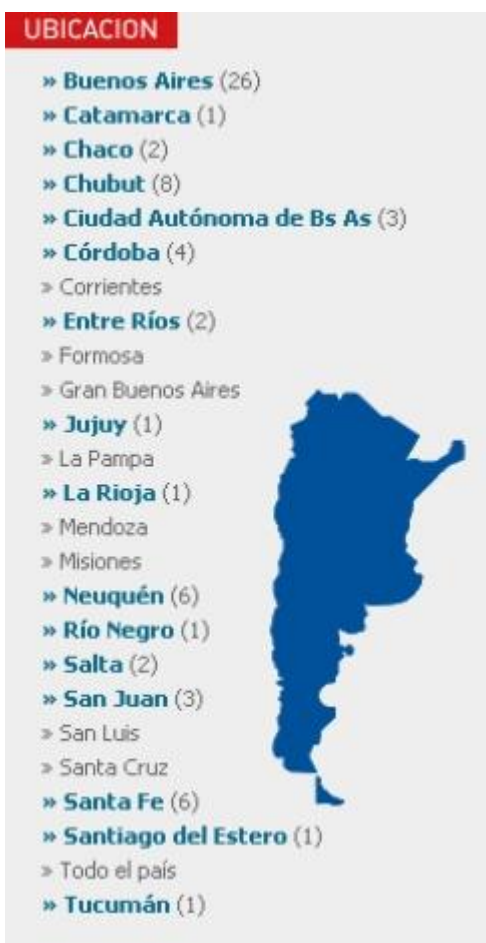 UBICACION
» Buenos Aires (26)
» Catamarca (1)
» Chaco (2)
» Chubut (8)
» Ciudad Autónoma de Bs As (3)
» Córdoba (4)
» Corrientes
» Entre Ríos (2)
» Formosa
» Gran Buenos Aires
» Jujuy (1)
» La Pampa
» La Rioja (1)
» Mendoza
» Misiones
» Neuquén (6)
» Río Negro (1)
» Salta (2)
» San Juan (3)
» San Luis
» Santa Cruz
» Santa Fe (6)
» Santiago del Estero (1)
» Todo el país
» Tucumán (1)